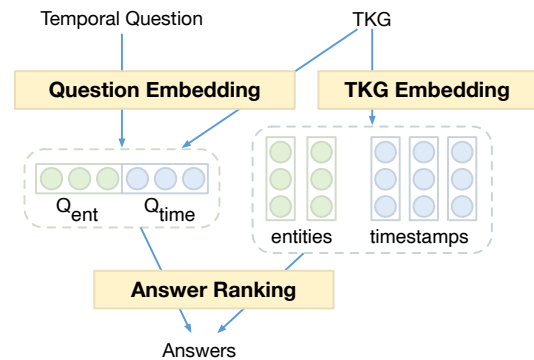 Temporal Question
TKG
Question Embedding
TKG Embedding
Q_ent
Q_time
entities
timestamps
Answer Ranking
Answers